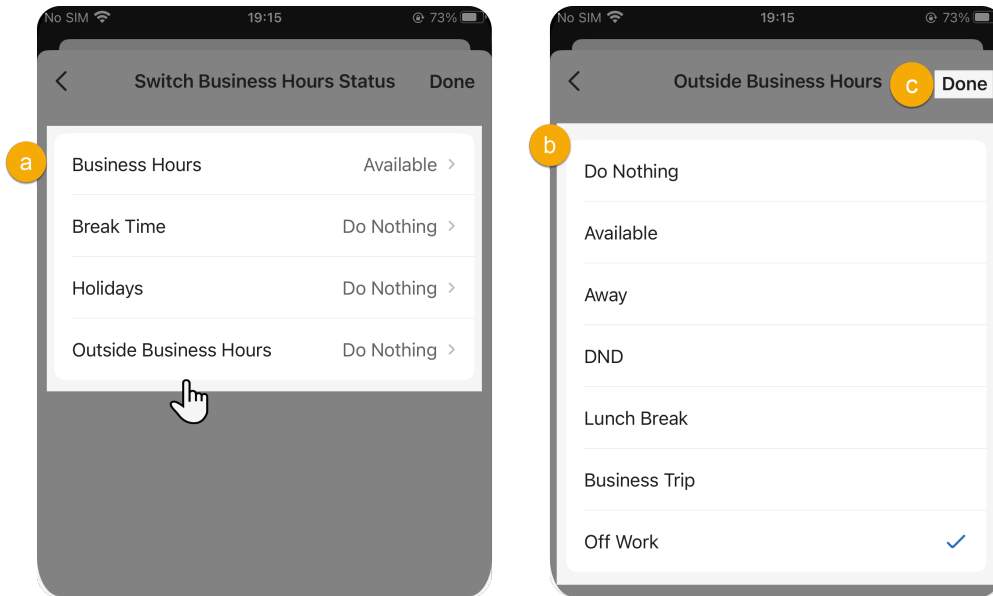 No SIM 19:15 73%
Switch Business Hours Status Done
a
Business Hours Available
Break Time Do Nothing
Holidays Do Nothing
Outside Business Hours Do Nothing
No SIM 19:15 73%
Outside Business Hours c Done
b
Do Nothing
Available
Away
DND
Lunch Break
Business Trip
Off Work